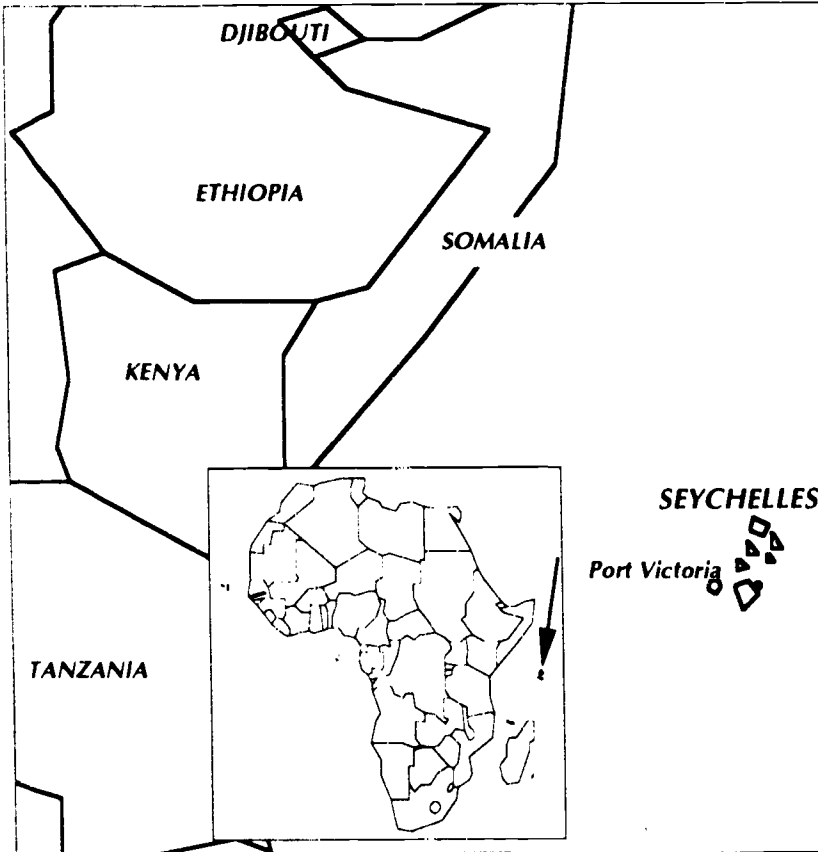 DJIBOUTI
ETHIOPIA
SOMALIA
KENYA
SEYCHELLES
Port Victoria
TANZANIA